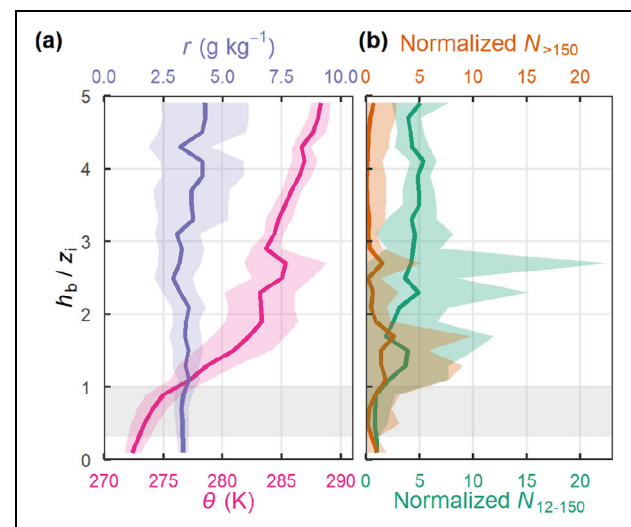 (a)
r (g kg⁻¹)
0.0 2.5 5.0 7.5 10.0
(b)
Normalized N>150
0 5 10 15 20
5
4
3
2
1
0
hb / zi
270 275 280 285 290
θ (K)
0 5 10 15 20
Normalized N12-150